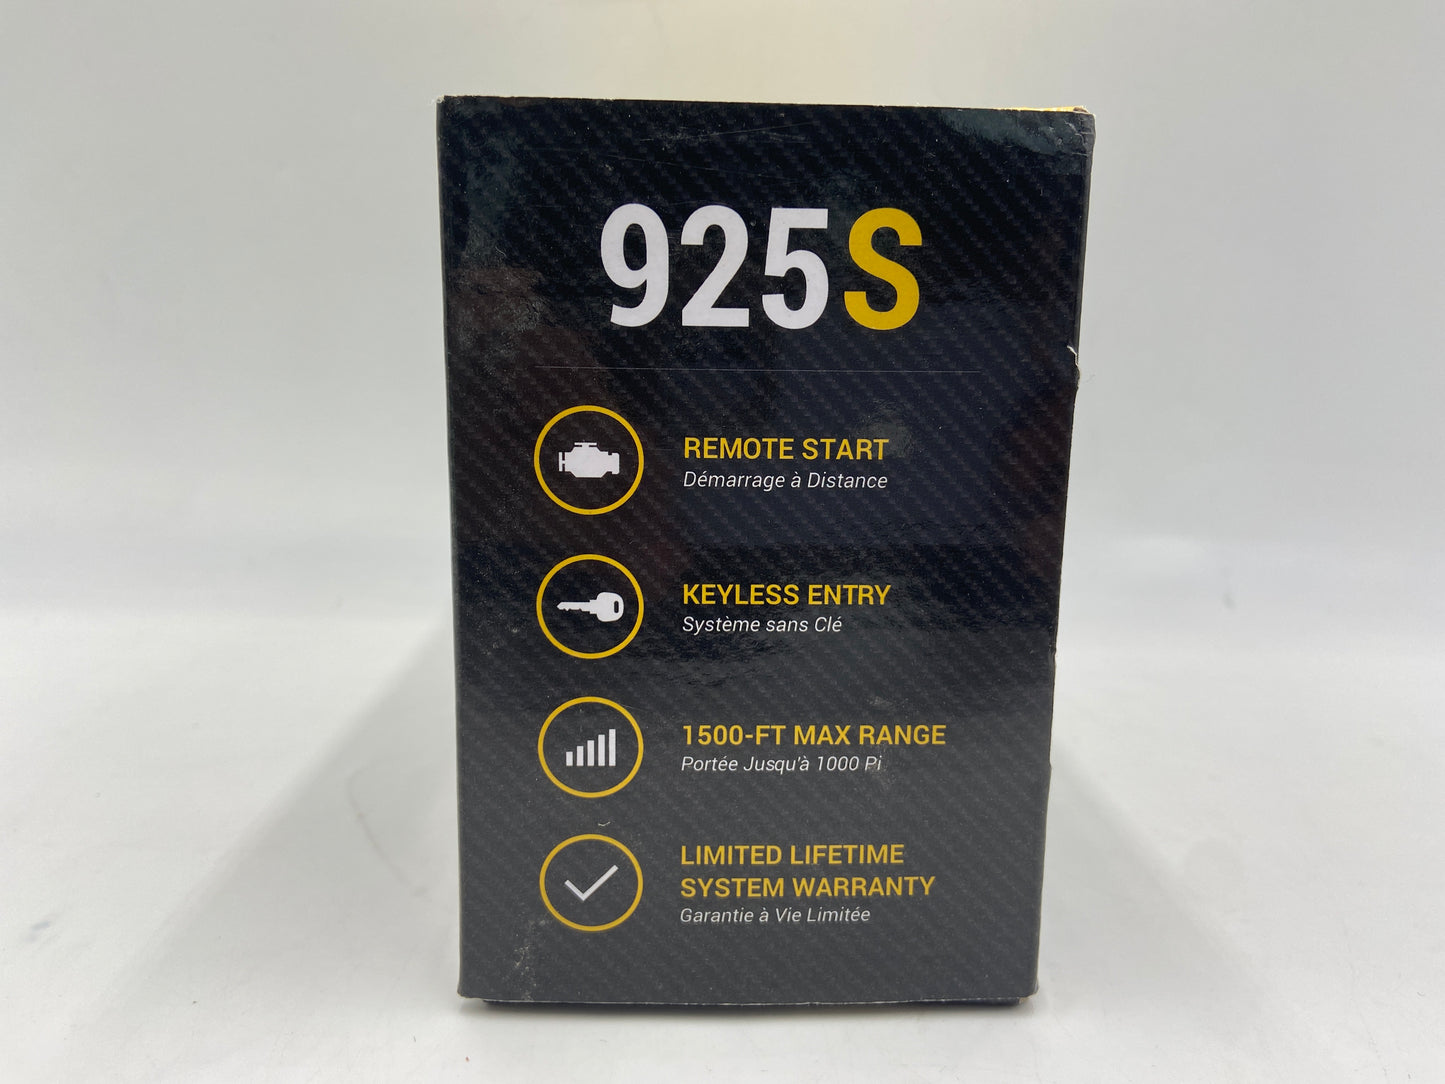 925S
REMOTE START
Démarrage à Distance
KEYLESS ENTRY
Système sans Clé
1500-FT MAX RANGE
Portée Jusqu'à 1000 Pi
LIMITED LIFETIME
SYSTEM WARRANTY
Garantie à Vie Limitée